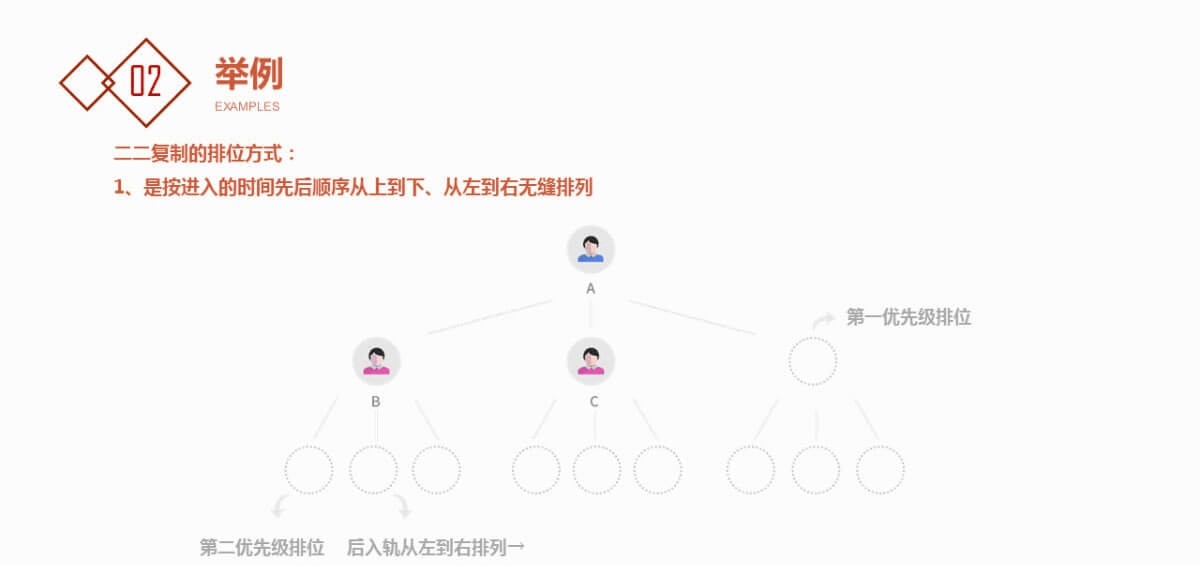 02
举例
EXAMPLES
二二复制的排位方式：
1、是按进入的时间先后顺序从上到下、从左到右无缝排列
A
第一优先级排位
B
C
第二优先级排位
后入轨从左到右排列→